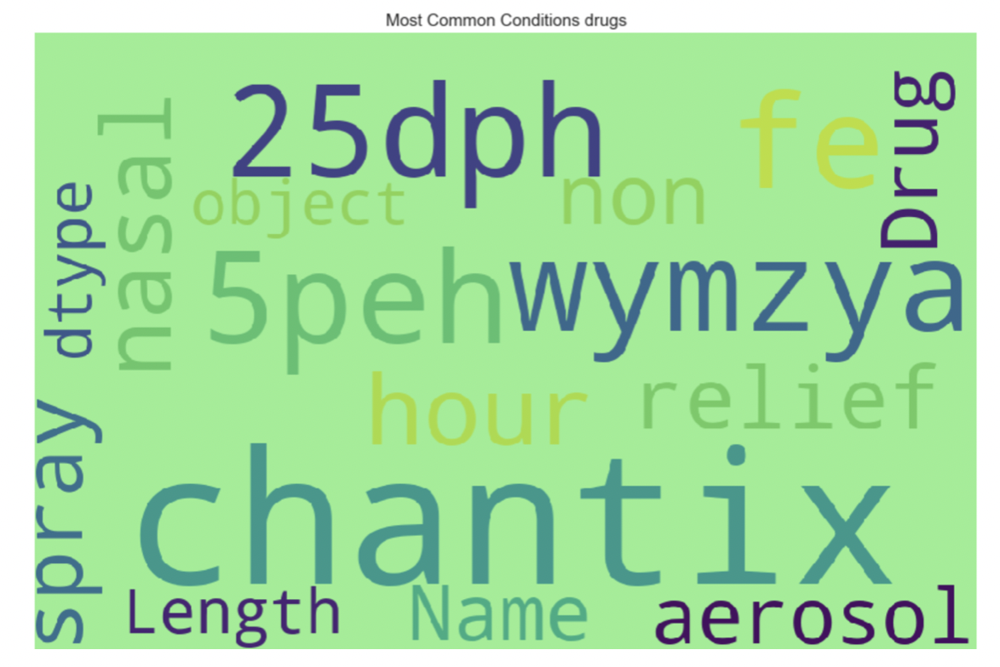 Most Common Conditions drugs
25dph
fe
Drug
nasal
object
non
dtype
5peh
wymzya
hour
relief
spray
chantix
Length
Name
aerosol